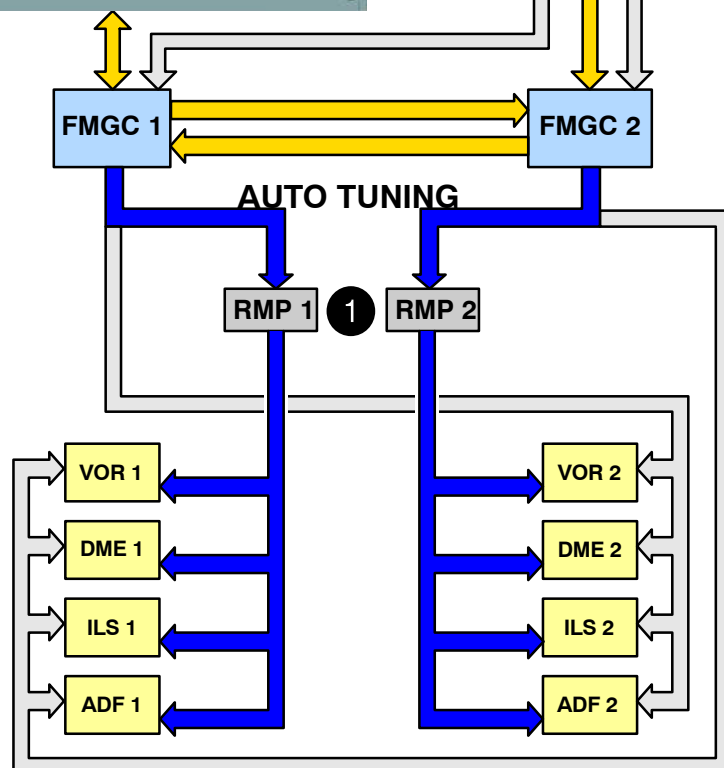 FMGC 1
FMGC 2
AUTO TUNING
RMP 1
1
RMP 2
VOR 1
VOR 2
DME 1
DME 2
ILS 1
ILS 2
ADF 1
ADF 2